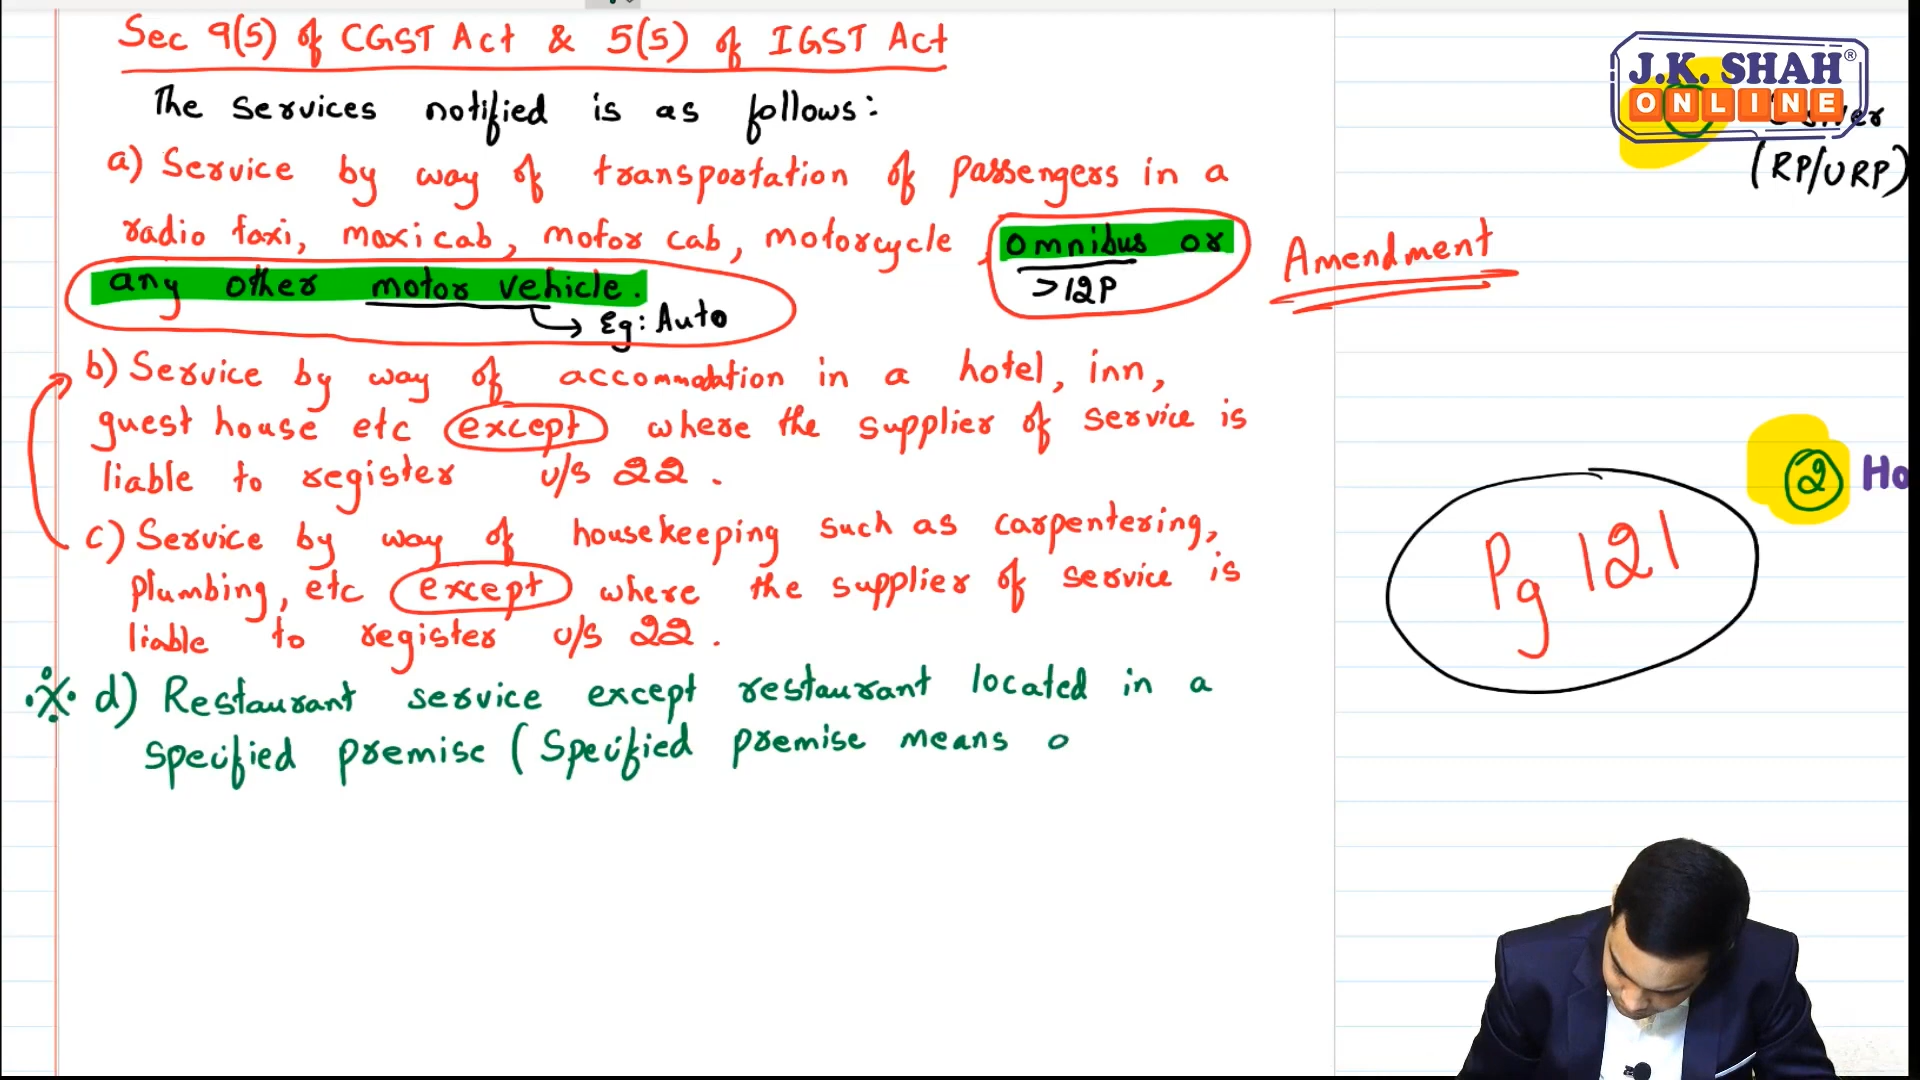 Sec 9(5) of CGST Act & 5(5) of IGST Act
The services notified is as follows:
a) Service by way of transportation of passengers in a
radio taxi, maxicab, motor cab, motorcycle, omnibus or
>12P
Amendment
any other motor vehicle.
Eg: Auto
b) Service by way of accommodation in a hotel, inn,
guest house etc except where the supplier of service is
liable to register u/s 22.
c) Service by way of housekeeping such as carpentering,
plumbing, etc except where the supplier of service is
liable to register u/s 22.
d) Restaurant service except restaurant located in a
specified premise (Specified premise means o
J.K. SHAH®
ONLINE
(RP/URP)
2 Ho
Pg 121